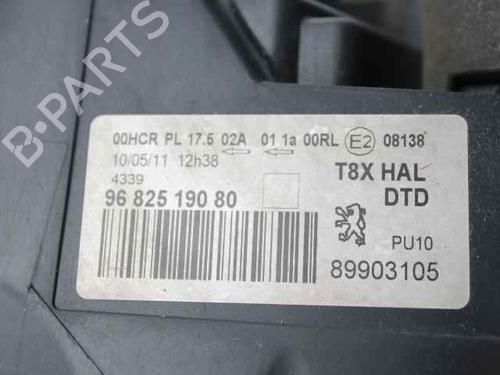 B-PARTS
00HCR PL 17.5 02A 01 1a 00RL E2 08138
10/05/11 12h38
4339
T8X HAL
96 825 190 80
DTD
PU10
89903105